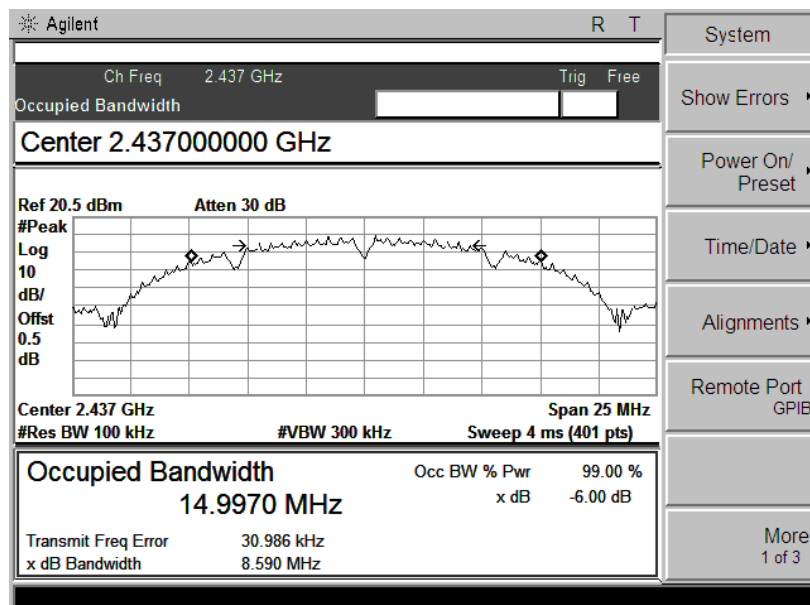 Agilent
R T
System
Ch Freq 2.437 GHz
Trig Free
Occupied Bandwidth
Show Errors
Center 2.437000000 GHz
Power On/
Preset
Ref 20.5 dBm Atten 30 dB
#Peak
Log
10
dB/
Offst
0.5
dB
Time/Date
Alignments
Center 2.437 GHz Span 25 MHz
#Res BW 100 kHz #VBW 300 kHz Sweep 4 ms (401 pts)
Remote Port
GPIB
Occupied Bandwidth
14.9970 MHz
Occ BW % Pwr 99.00 %
x dB -6.00 dB
Transmit Freq Error 30.986 kHz
x dB Bandwidth 8.590 MHz
More
1 of 3